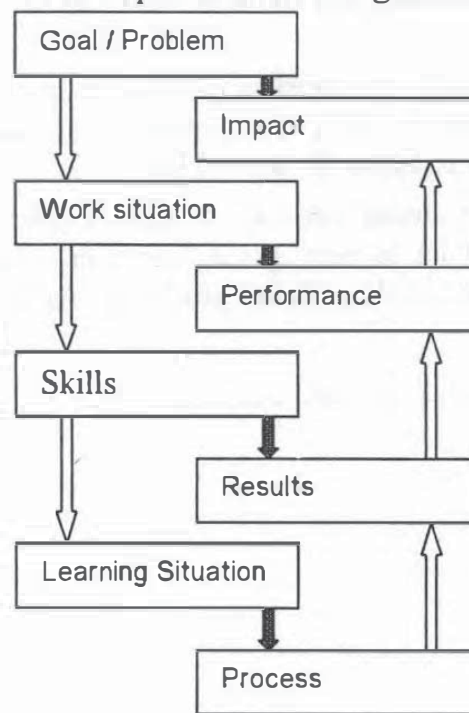 Goal / Problem
Impact
Work situation
Performance
Skills
Results
Learning Situation
Process